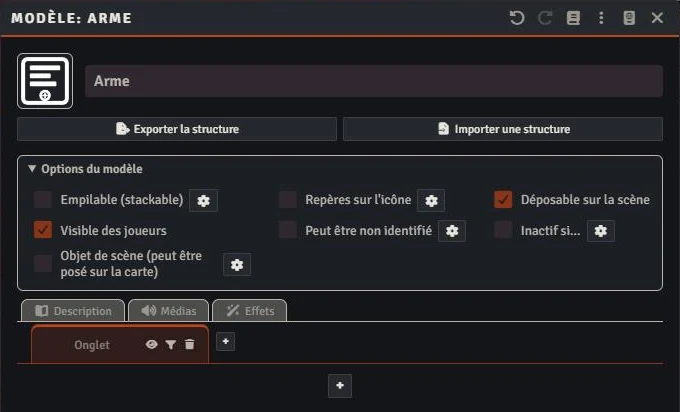 MODÈLE: ARME
Arme
Exporter la structure
Importer une structure
▼ Options du modèle
Empilable (stackable)
Repères sur l'icône
Déposable sur la scène
Visible des joueurs
Peut être non identifié
Inactif si...
Objet de scène (peut être
posé sur la carte)
Description
Médias
Effets
Onglet
+
+